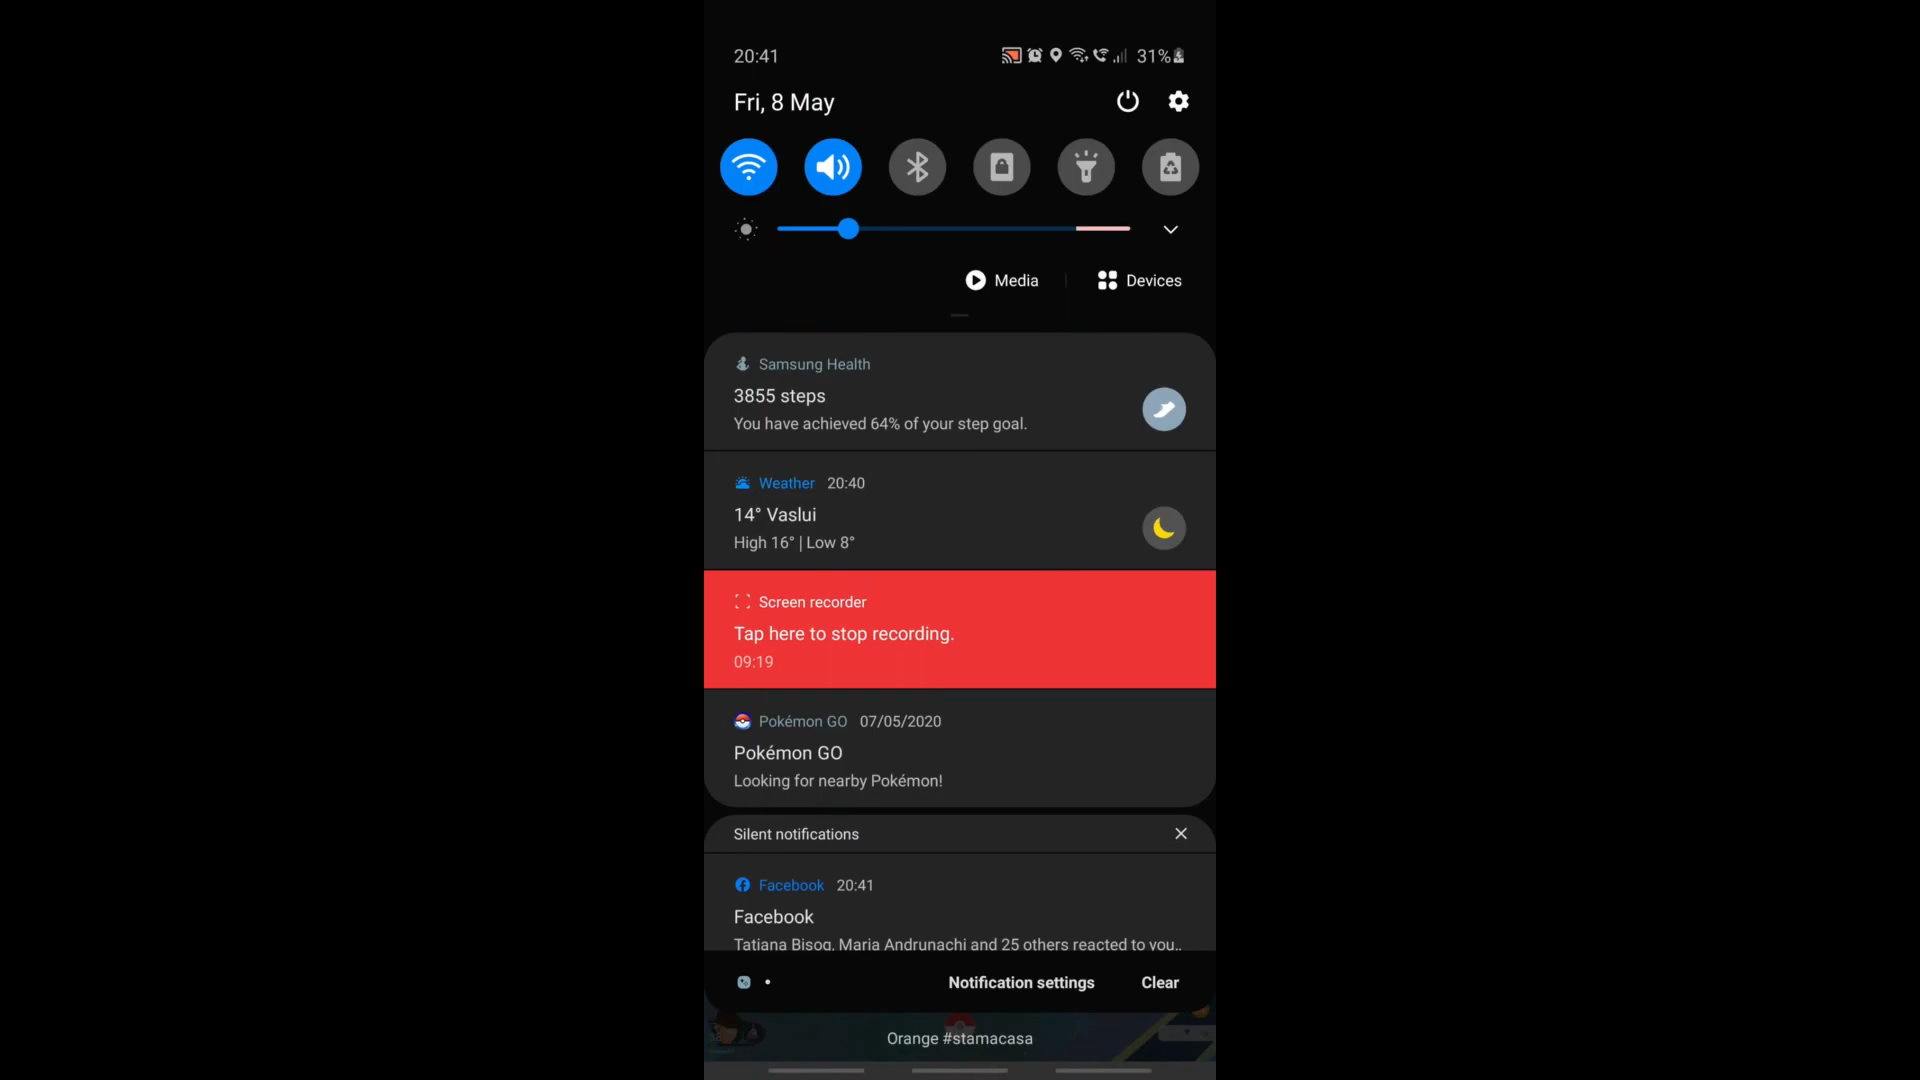 20:41
31%
Fri, 8 May
Media
Devices
Samsung Health
3855 steps
You have achieved 64% of your step goal.
Weather 20:40
14° Vaslui
High 16° | Low 8°
Screen recorder
Tap here to stop recording.
09:19
Pokémon GO 07/05/2020
Pokémon GO
Looking for nearby Pokémon!
Silent notifications
Facebook 20:41
Facebook
Tatiana Bisog, Maria Andrunachi and 25 others reacted to you..
Notification settings
Clear
Orange #stamacasa